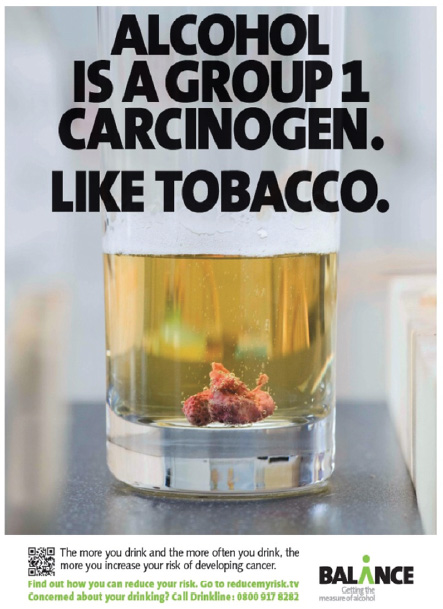 ALCOHOL
IS A GROUP 1
CARCINOGEN.
LIKE TOBACCO.
The more you drink and the more often you drink, the
more you increase your risk of developing cancer.
Find out how you can reduce your risk. Go to reducemyrisk.tv
Concerned about your drinking? Call Drinkline: 0800 917 8282
BALANCE
Getting the
measure of alcohol